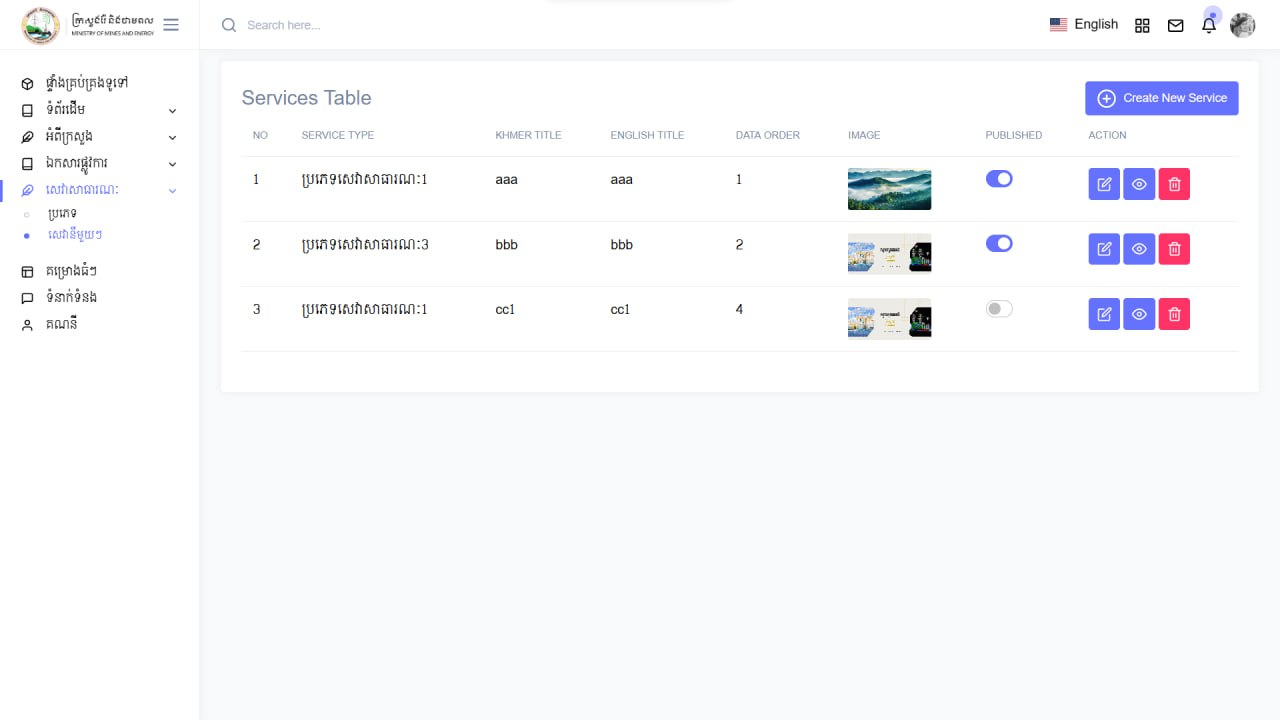 ក្រសួងរ៉ែ និងថាមពល
MINISTRY OF MINES AND ENERGY
Search here...
English
ផ្ទាំងគ្រប់គ្រងទូទៅ
ទំព័រដើម
អំពីក្រសួង
ឯកសារផ្លូវការ
សេវាសាធារណៈ
ប្រភេទ
សេវានីមួយៗ
គម្រោងធំៗ
ទំនាក់ទំនង
គណនី
Services Table
Create New Service
NO SERVICE TYPE KHMER TITLE ENGLISH TITLE DATA ORDER IMAGE PUBLISHED ACTION
1 ប្រភេទសេវាសាធារណៈ1 aaa aaa 1
2 ប្រភេទសេវាសាធារណៈ3 bbb bbb 2
3 ប្រភេទសេវាសាធារណៈ1 cc1 cc1 4